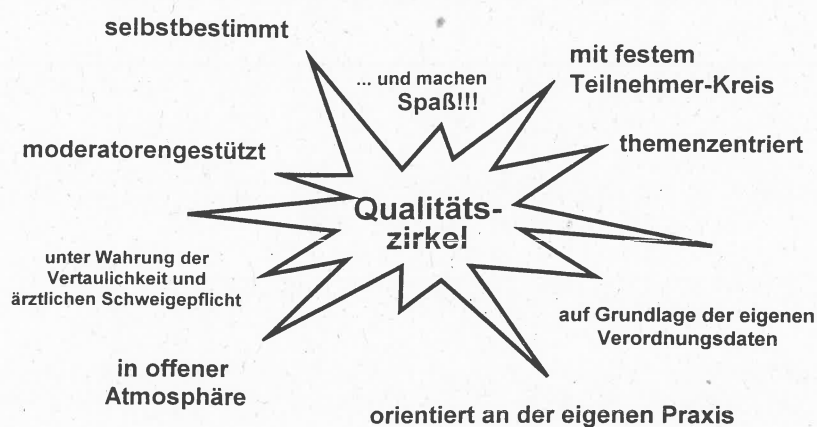 selbstbestimmt
... und machen
Spaß!!!
mit festem
Teilnehmer-Kreis
moderatorengestützt
themenzentriert
Qualitäts-
zirkel
unter Wahrung der
Vertaulichkeit und
ärztlichen Schweigepflicht
auf Grundlage der eigenen
Verordnungsdaten
in offener
Atmosphäre
orientiert an der eigenen Praxis